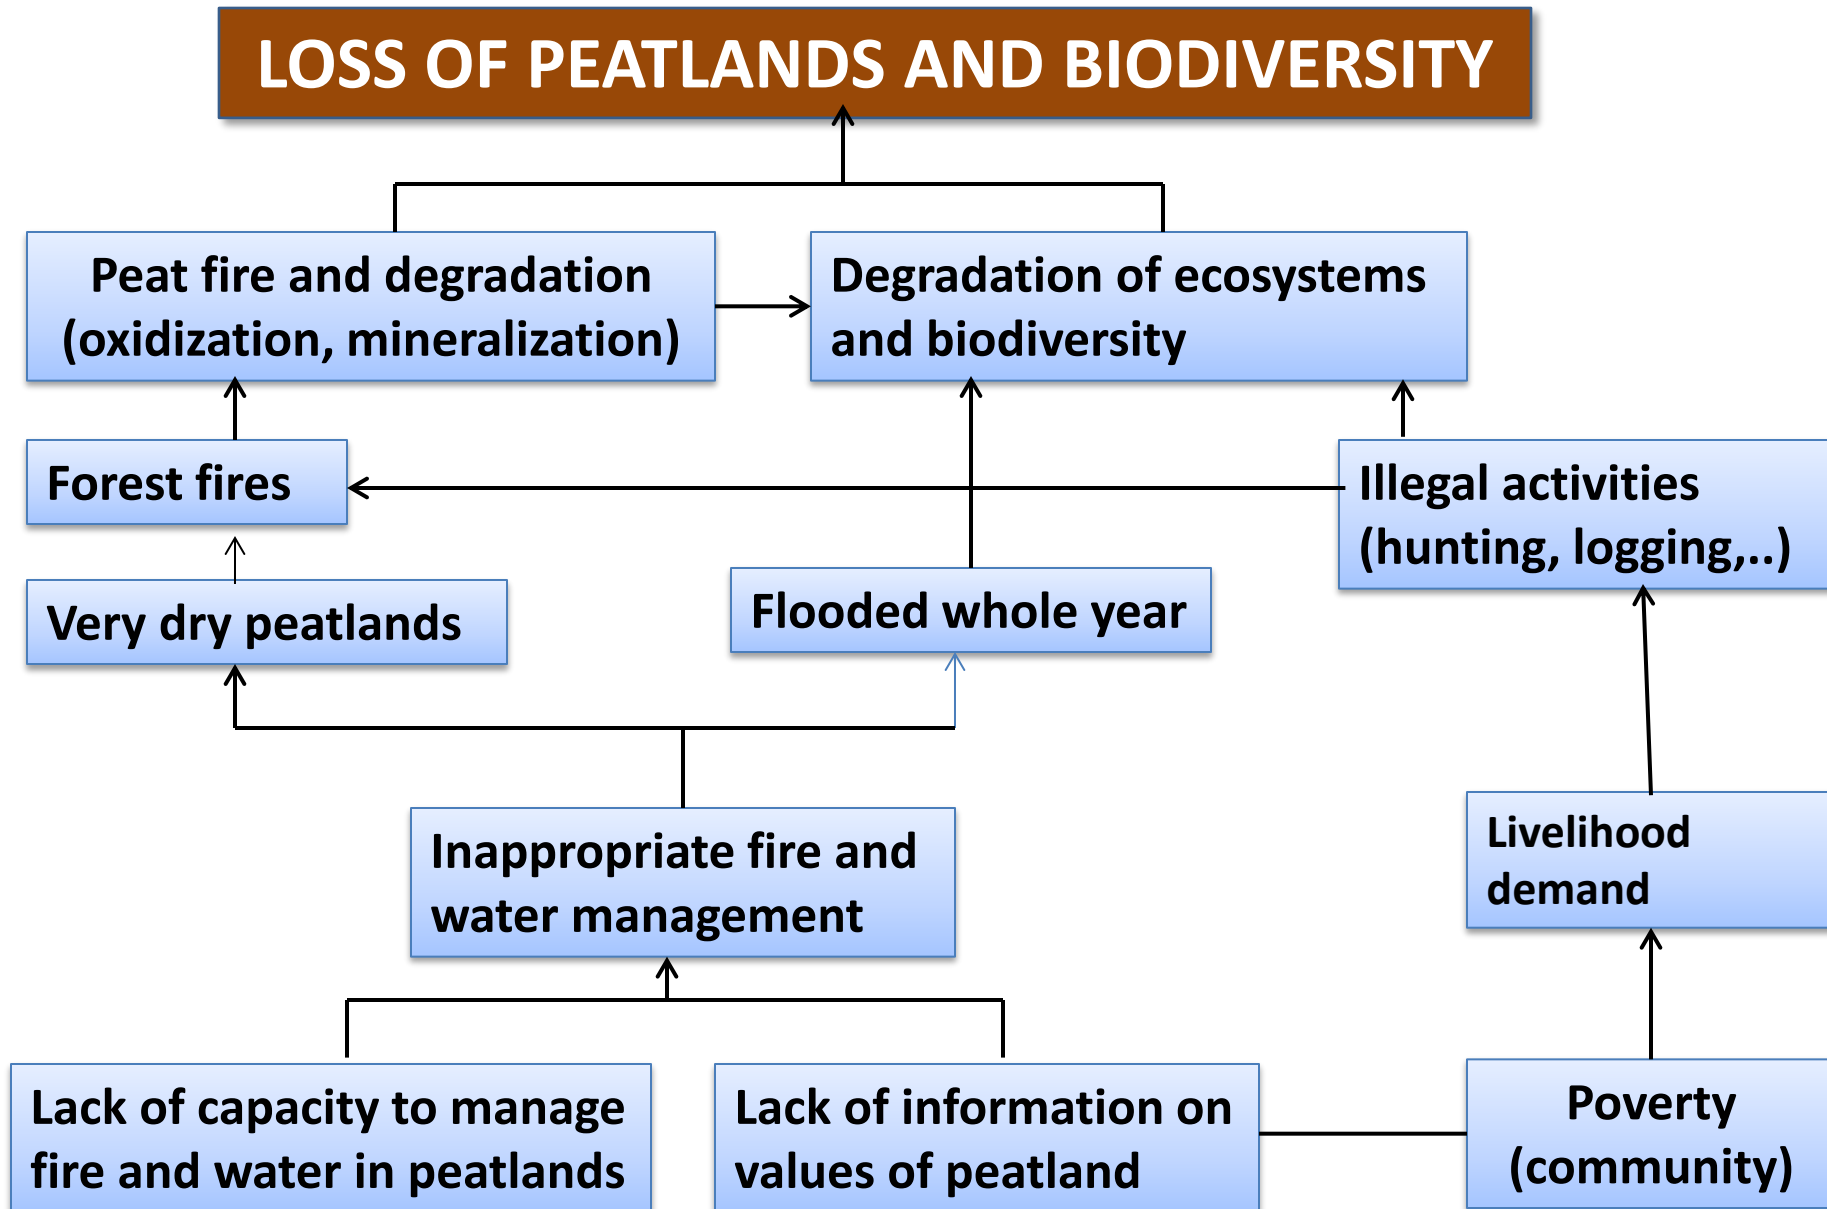 LOSS OF PEATLANDS AND BIODIVERSITY
Peat fire and degradation
(oxidization, mineralization)
Degradation of ecosystems
and biodiversity
Forest fires
Illegal activities
(hunting, logging,..)
Very dry peatlands
Flooded whole year
Inappropriate fire and
water management
Livelihood
demand
Lack of capacity to manage
fire and water in peatlands
Lack of information on
values of peatland
Poverty
(community)